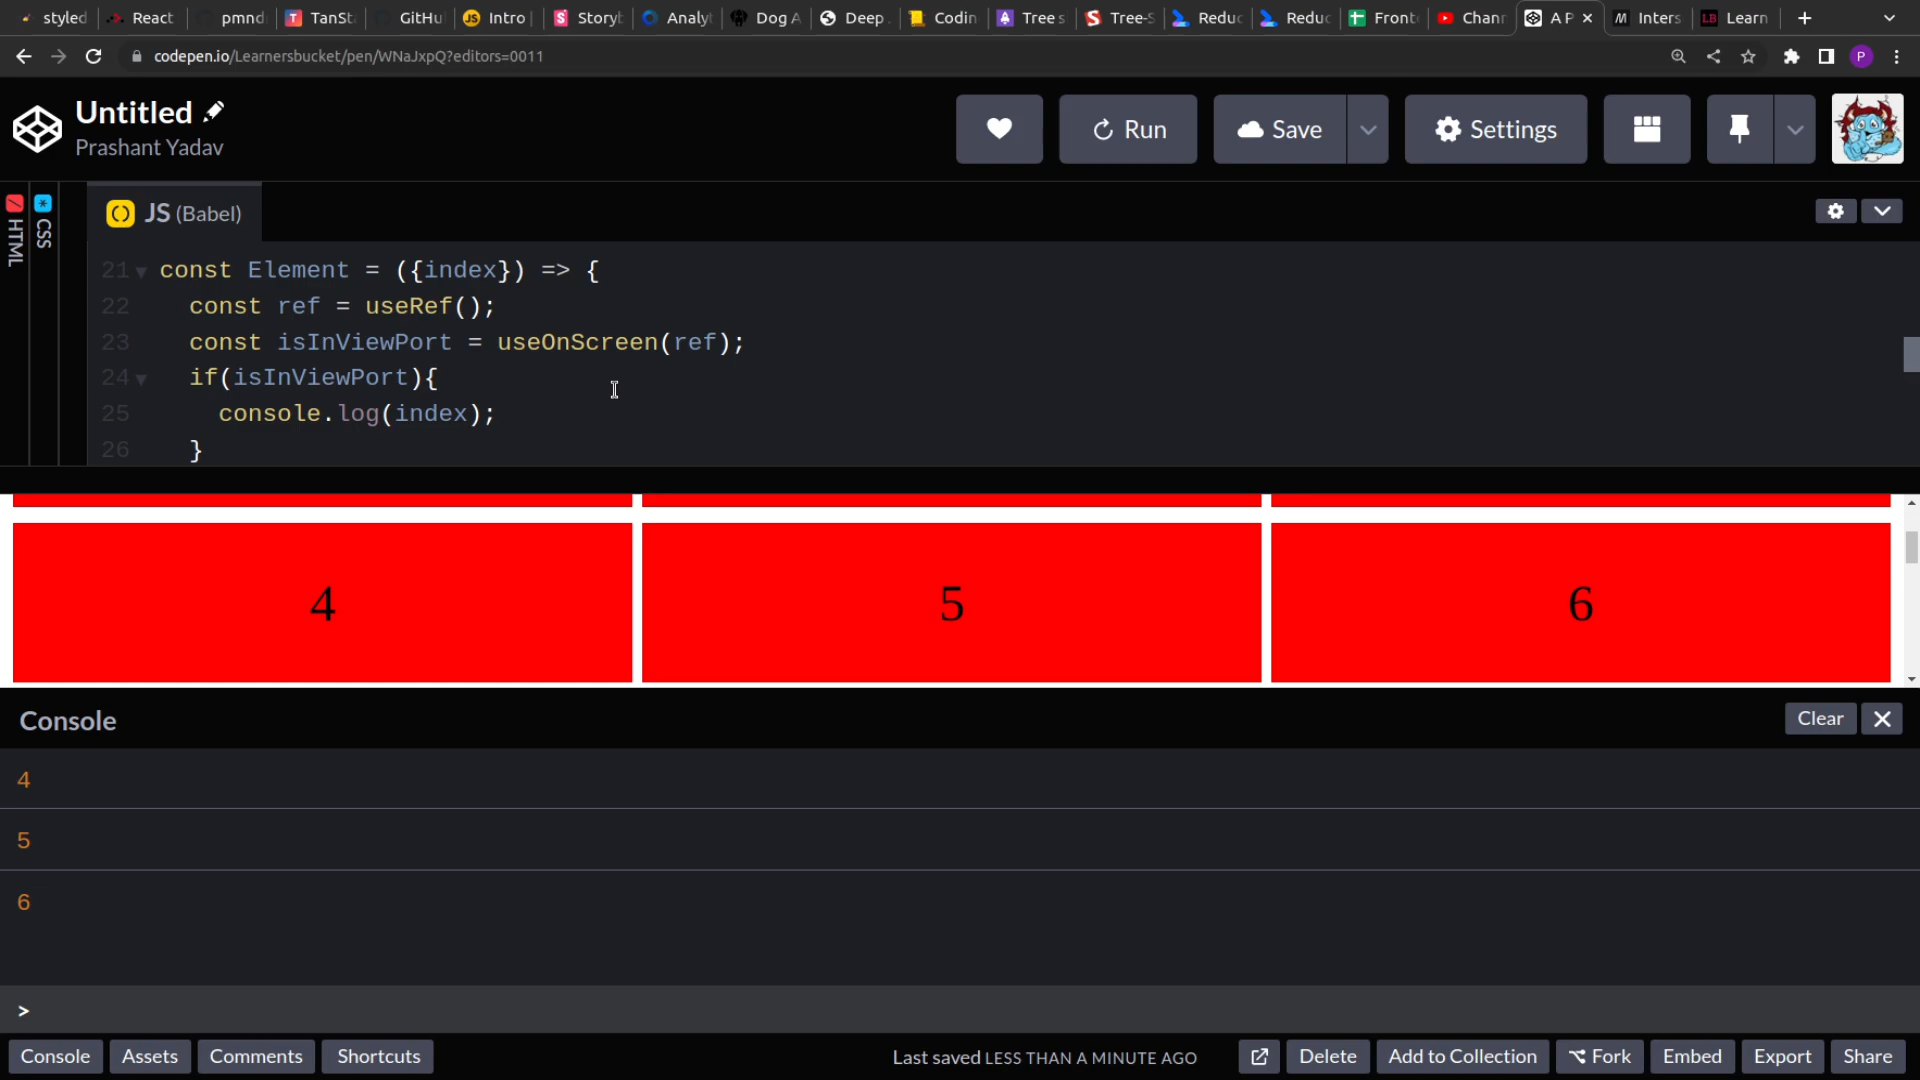 styled React pmnd TanSta GitHu Intro Storyb Analyt Dog A Deep Codin Tree s Tree-S Reduc Reduc Front Chann A P Inters Learn
codepen.io/Learnersbucket/pen/WNaJxpQ?editors=0011 P
Untitled
Prashant Yadav
Run Save Settings
HTML
CSS
JS (Babel)
21 const Element = ({index}) => {
22 const ref = useRef();
23 const isInViewPort = useOnScreen(ref);
24 if(isInViewPort){
25 console.log(index);
26 }
4 5 6
Console Clear
4
5
6
>
Console Assets Comments Shortcuts Last saved LESS THAN A MINUTE AGO Delete Add to Collection Fork Embed Export Share